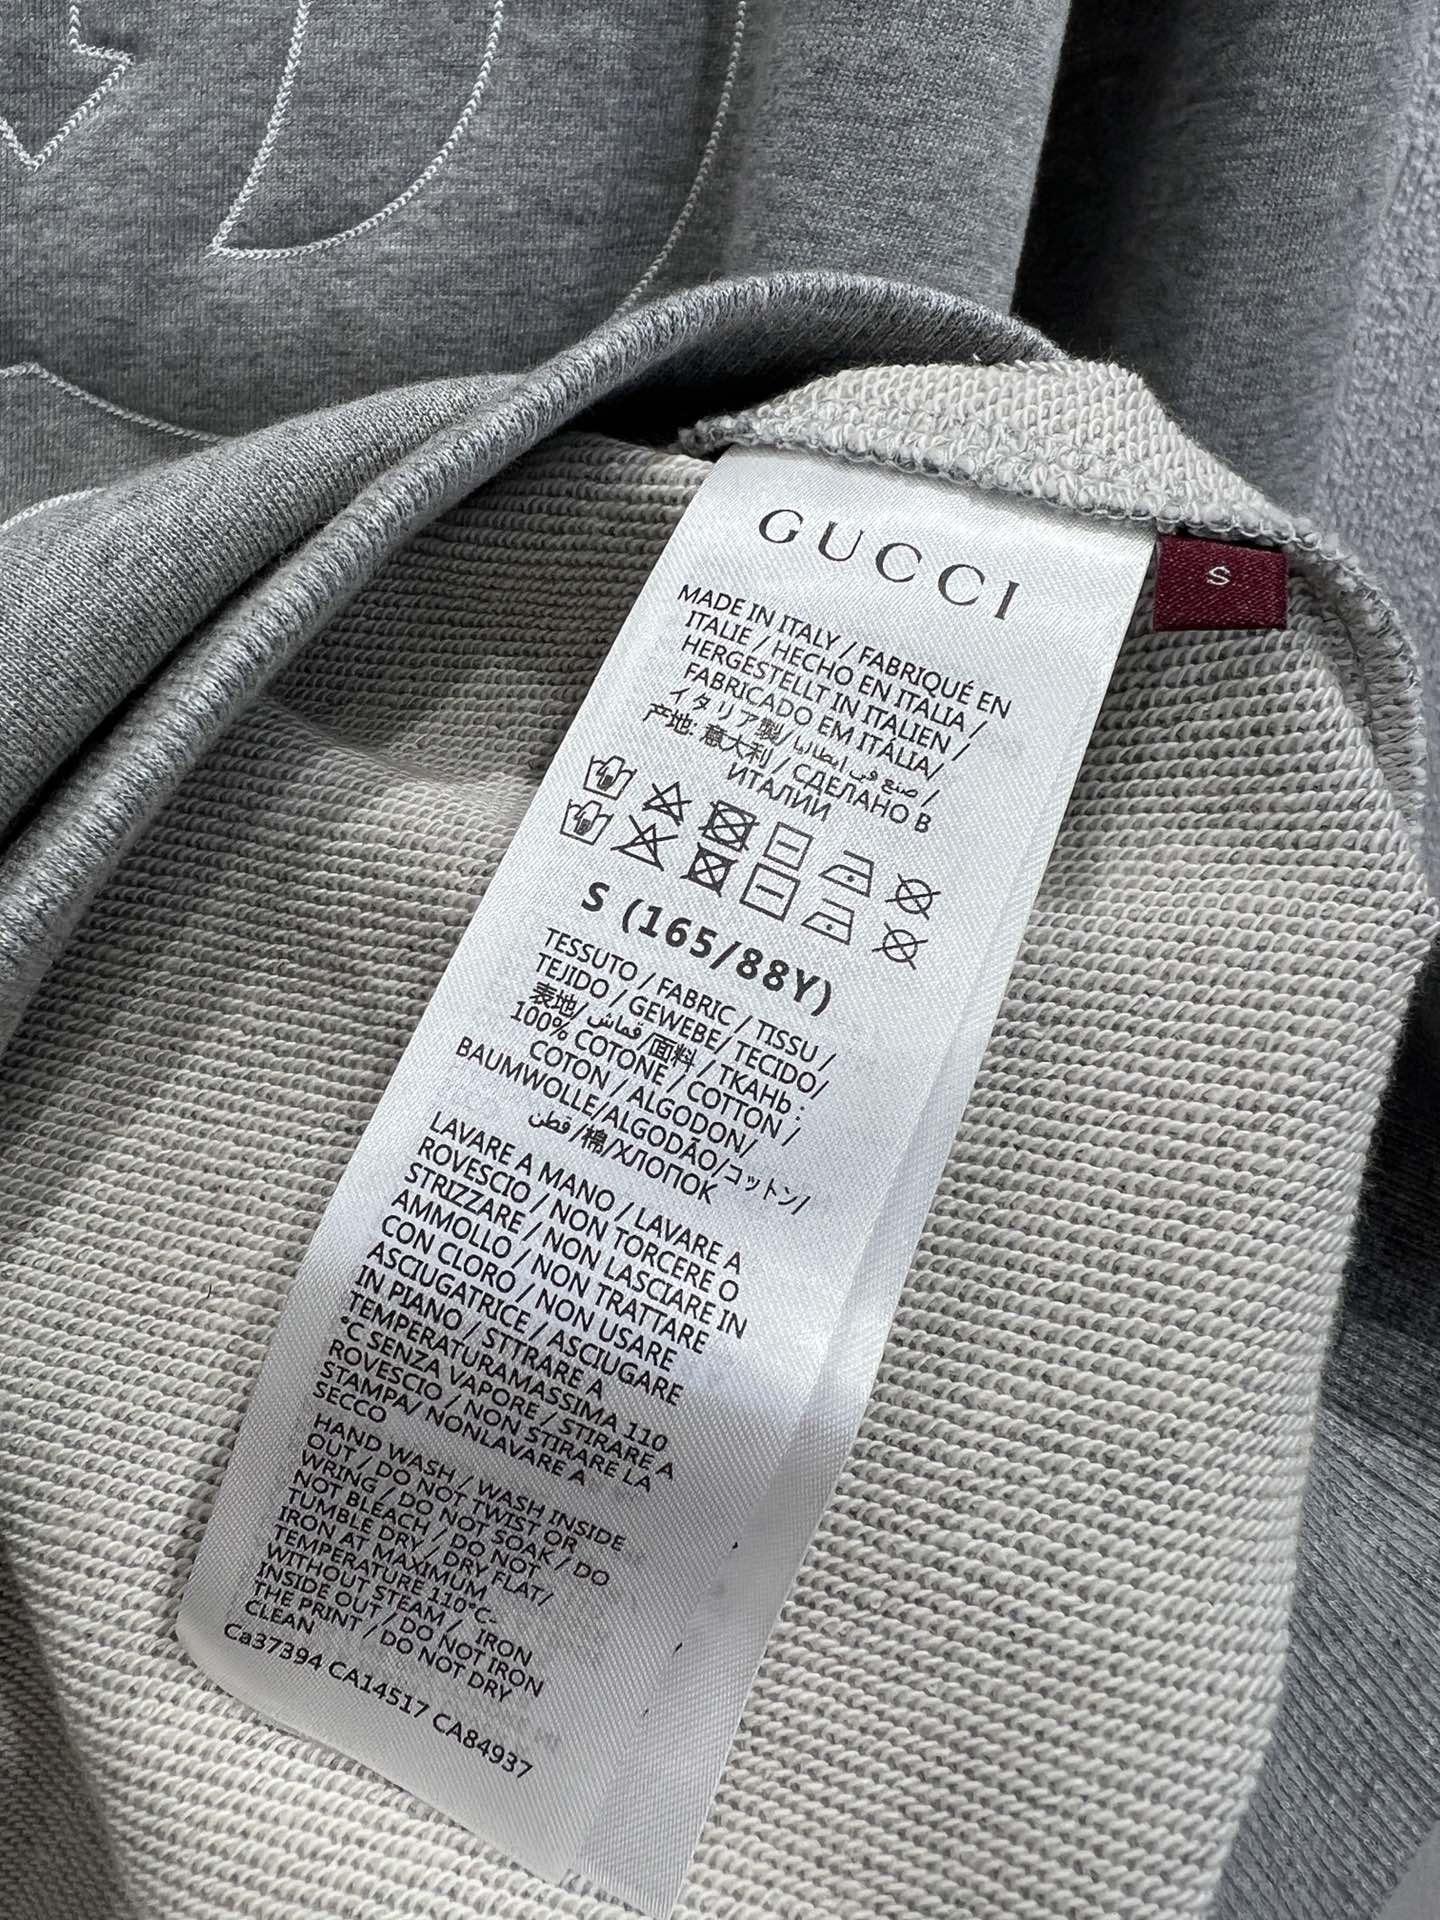 GUCCI
S
MADE IN ITALY / FABRIQUÉ EN
ITALIE / HECHO EN ITALIA /
HERGESTELLT IN ITALIEN /
FABRICADO EM ITÁLIA/
イタリア製/صنع في إيطاليا /
产地: 意大利 / СДЕЛАНО В
ИТАЛИИ
S (165/88Y)
TESSUTO / FABRIC / TISSU /
TEJIDO / GEWEBE/ TECIDO/
表地/قماش/面料 / ТКАНЬ :
100% COTONE / COTTON /
COTON / ALGODON/
BAUMWOLLE/ALGODÃO/コットン/
قطن/棉/ХЛОПОК
LAVARE A MANO / LAVARE A
ROVESCIO / NON TORCERE O
STRIZZARE / NON LASCIARE IN
AMMOLLO / NON TRATTARE
CON CLORO / NON USARE
ASCIUGATRICE / ASCIUGARE
IN PIANO / STTRARE A
TEMPERATURAMASSIMA 110
°C SENZA VAPORE / STIRARE A
ROVESCIO / NON STIRARE LA
STAMPA/ NONLAVARE A
SECCO
HAND WASH / WASH INSIDE
OUT / DO NOT TWIST OR
WRING / DO NOT SOAK / DO
NOT BLEACH / DO NOT
TUMBLE DRY / DRY FLAT/
IRON AT MAXIMUM
TEMPERATURE 110°C-
WITHOUT STEAM / IRON
INSIDE OUT / DO NOT IRON
THE PRINT / DO NOT DRY
CLEAN
Ca37394 CA14517 CA84937